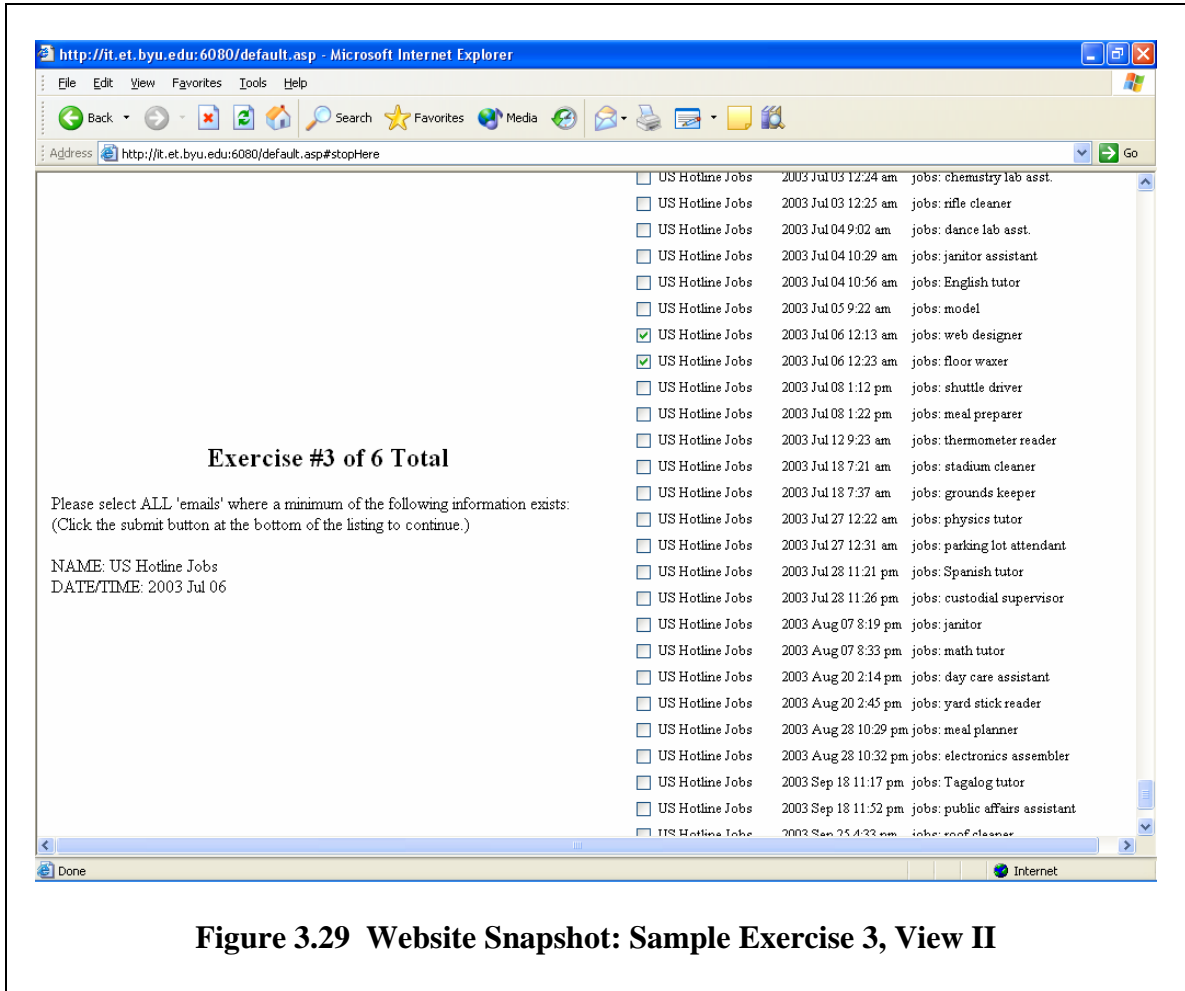 http://it.et.byu.edu:6080/default.asp - Microsoft Internet Explorer
File Edit View Favorites Tools Help
Back Search Favorites Media
Address http://it.et.byu.edu:6080/default.asp#stopHere Go
Exercise #3 of 6 Total
Please select ALL 'emails' where a minimum of the following information exists:
(Click the submit button at the bottom of the listing to continue.)
NAME: US Hotline Jobs
DATE/TIME: 2003 Jul 06
US Hotline Jobs 2003 Jul 03 12:24 am jobs: chemistry lab asst.
US Hotline Jobs 2003 Jul 03 12:25 am jobs: rifle cleaner
US Hotline Jobs 2003 Jul 04 9:02 am jobs: dance lab asst.
US Hotline Jobs 2003 Jul 04 10:29 am jobs: janitor assistant
US Hotline Jobs 2003 Jul 04 10:56 am jobs: English tutor
US Hotline Jobs 2003 Jul 05 9:22 am jobs: model
US Hotline Jobs 2003 Jul 06 12:13 am jobs: web designer
US Hotline Jobs 2003 Jul 06 12:23 am jobs: floor waxer
US Hotline Jobs 2003 Jul 08 1:12 pm jobs: shuttle driver
US Hotline Jobs 2003 Jul 08 1:22 pm jobs: meal preparer
US Hotline Jobs 2003 Jul 12 9:23 am jobs: thermometer reader
US Hotline Jobs 2003 Jul 18 7:21 am jobs: stadium cleaner
US Hotline Jobs 2003 Jul 18 7:37 am jobs: grounds keeper
US Hotline Jobs 2003 Jul 27 12:22 am jobs: physics tutor
US Hotline Jobs 2003 Jul 27 12:31 am jobs: parking lot attendant
US Hotline Jobs 2003 Jul 28 11:21 pm jobs: Spanish tutor
US Hotline Jobs 2003 Jul 28 11:26 pm jobs: custodial supervisor
US Hotline Jobs 2003 Aug 07 8:19 pm jobs: janitor
US Hotline Jobs 2003 Aug 07 8:33 pm jobs: math tutor
US Hotline Jobs 2003 Aug 20 2:14 pm jobs: day care assistant
US Hotline Jobs 2003 Aug 20 2:45 pm jobs: yard stick reader
US Hotline Jobs 2003 Aug 28 10:29 pm jobs: meal planner
US Hotline Jobs 2003 Aug 28 10:32 pm jobs: electronics assembler
US Hotline Jobs 2003 Sep 18 11:17 pm jobs: Tagalog tutor
US Hotline Jobs 2003 Sep 18 11:52 pm jobs: public affairs assistant
US Hotline Jobs 2003 Sep 25 4:33 pm jobs: roof cleaner
Done Internet
Figure 3.29 Website Snapshot: Sample Exercise 3, View II